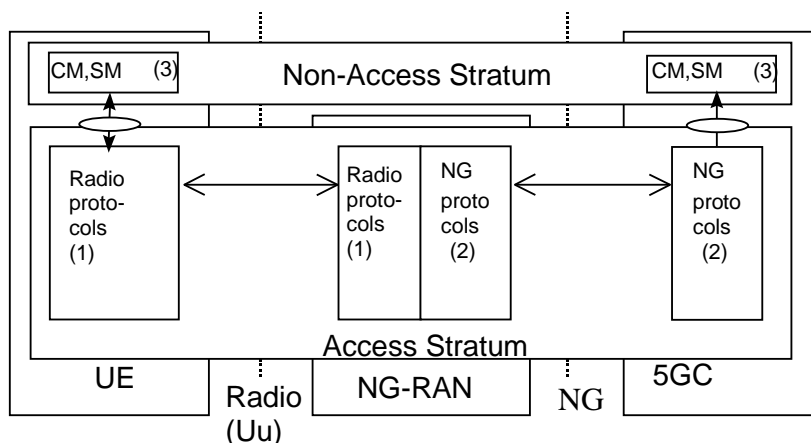 CM,SM (3)
Non-Access Stratum
CM,SM (3)
Radio
proto-
cols
(1)
Radio
proto-
cols
(1)
NG
proto
cols
(2)
NG
proto
cols
(2)
Access Stratum
UE
Radio
(Uu)
NG-RAN
NG
5GC